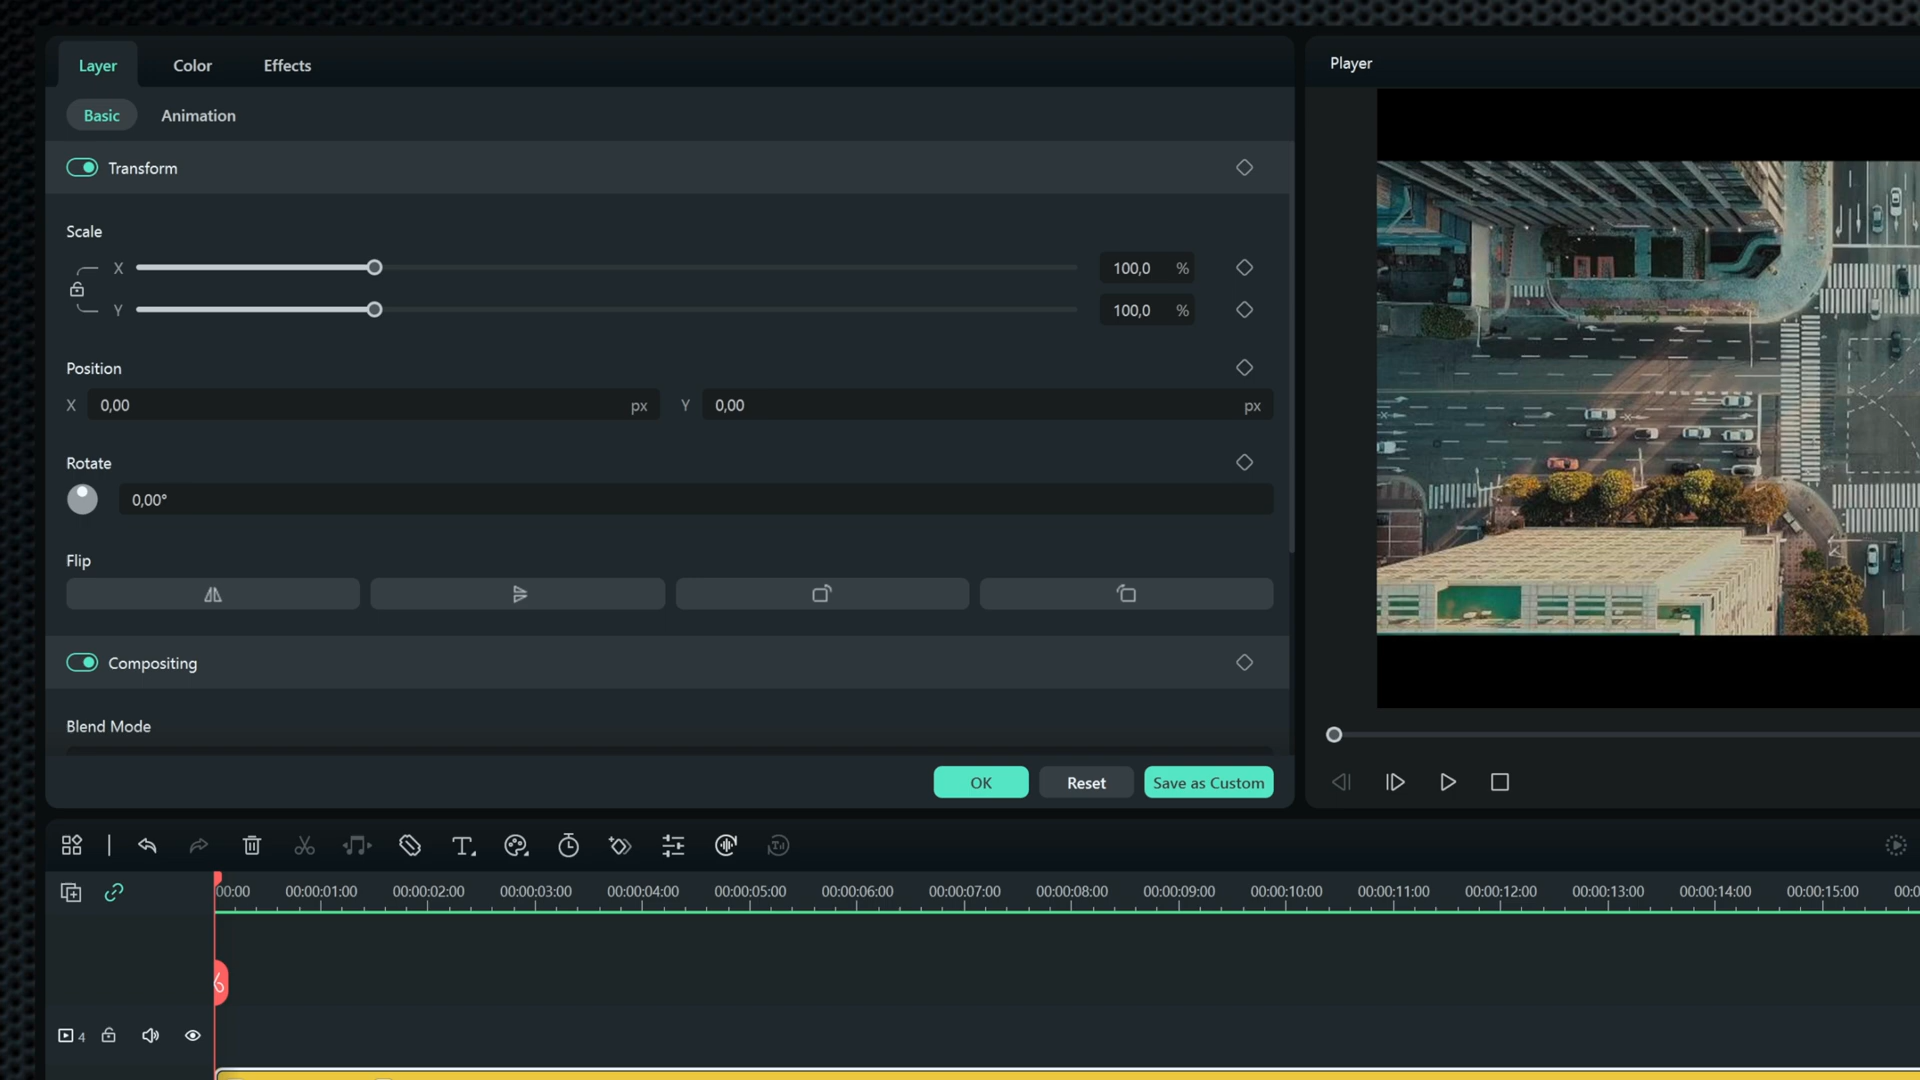 Layer Color Effects
Player
Basic Animation
Transform
Scale
X 100,0 %
Y 100,0 %
Position
X 0,00 px Y 0,00 px
Rotate
0,00°
Flip
Compositing
Blend Mode
OK Reset Save as Custom
00:00 00:00:01:00 00:00:02:00 00:00:03:00 00:00:04:00 00:00:05:00 00:00:06:00 00:00:07:00 00:00:08:00 00:00:09:00 00:00:10:00 00:00:11:00 00:00:12:00 00:00:13:00 00:00:14:00 00:00:15:00 00:0
4